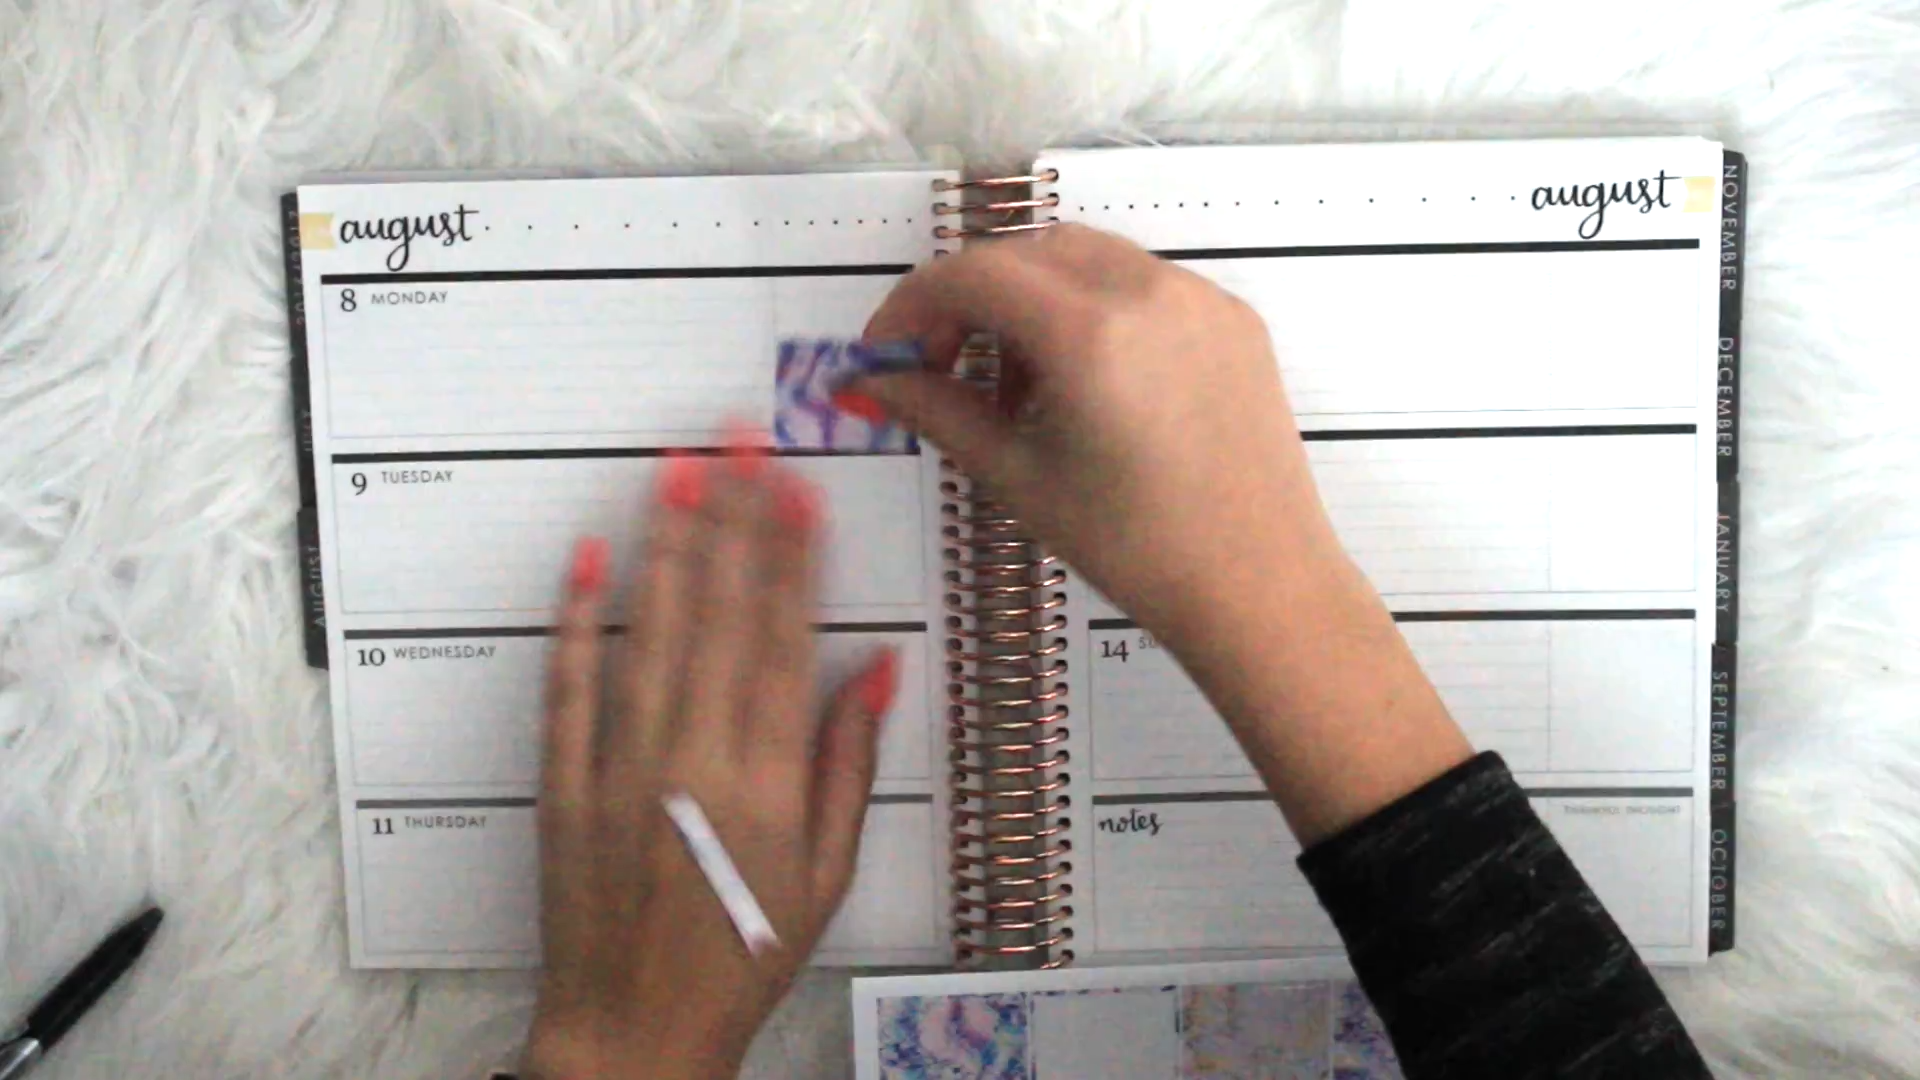 august
august
8 MONDAY
9 TUESDAY
10 WEDNESDAY
11 THURSDAY
14
notes
AUGUST
NOVEMBER
DECEMBER
JANUARY
SEPTEMBER
OCTOBER